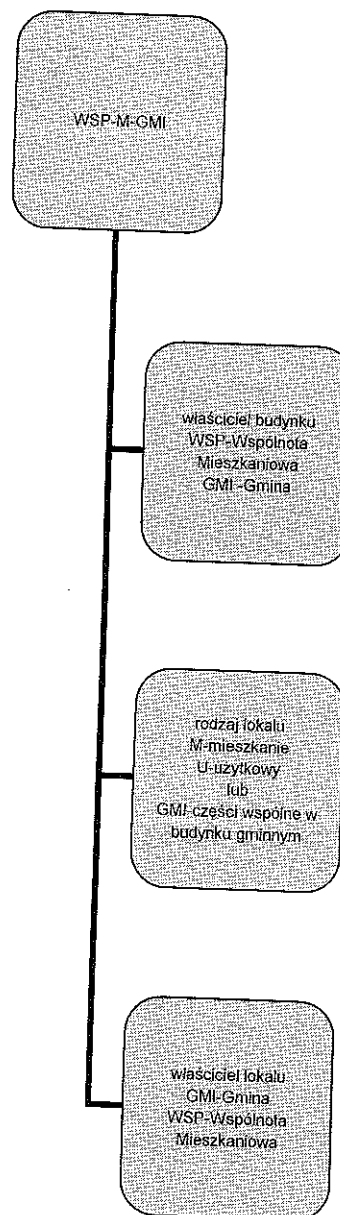 WSP-M-GMI
właściciel budynku
WSP-Wspólnota
Mieszkaniowa
GMI -Gmina
rodzaj lokalu
M-mieszkanie
U-użytkowy
lub
GMI-części wspólne w
budynku gminnym
właściciel lokalu
GMI-Gmina
WSP-Wspólnota
Mieszkaniowa